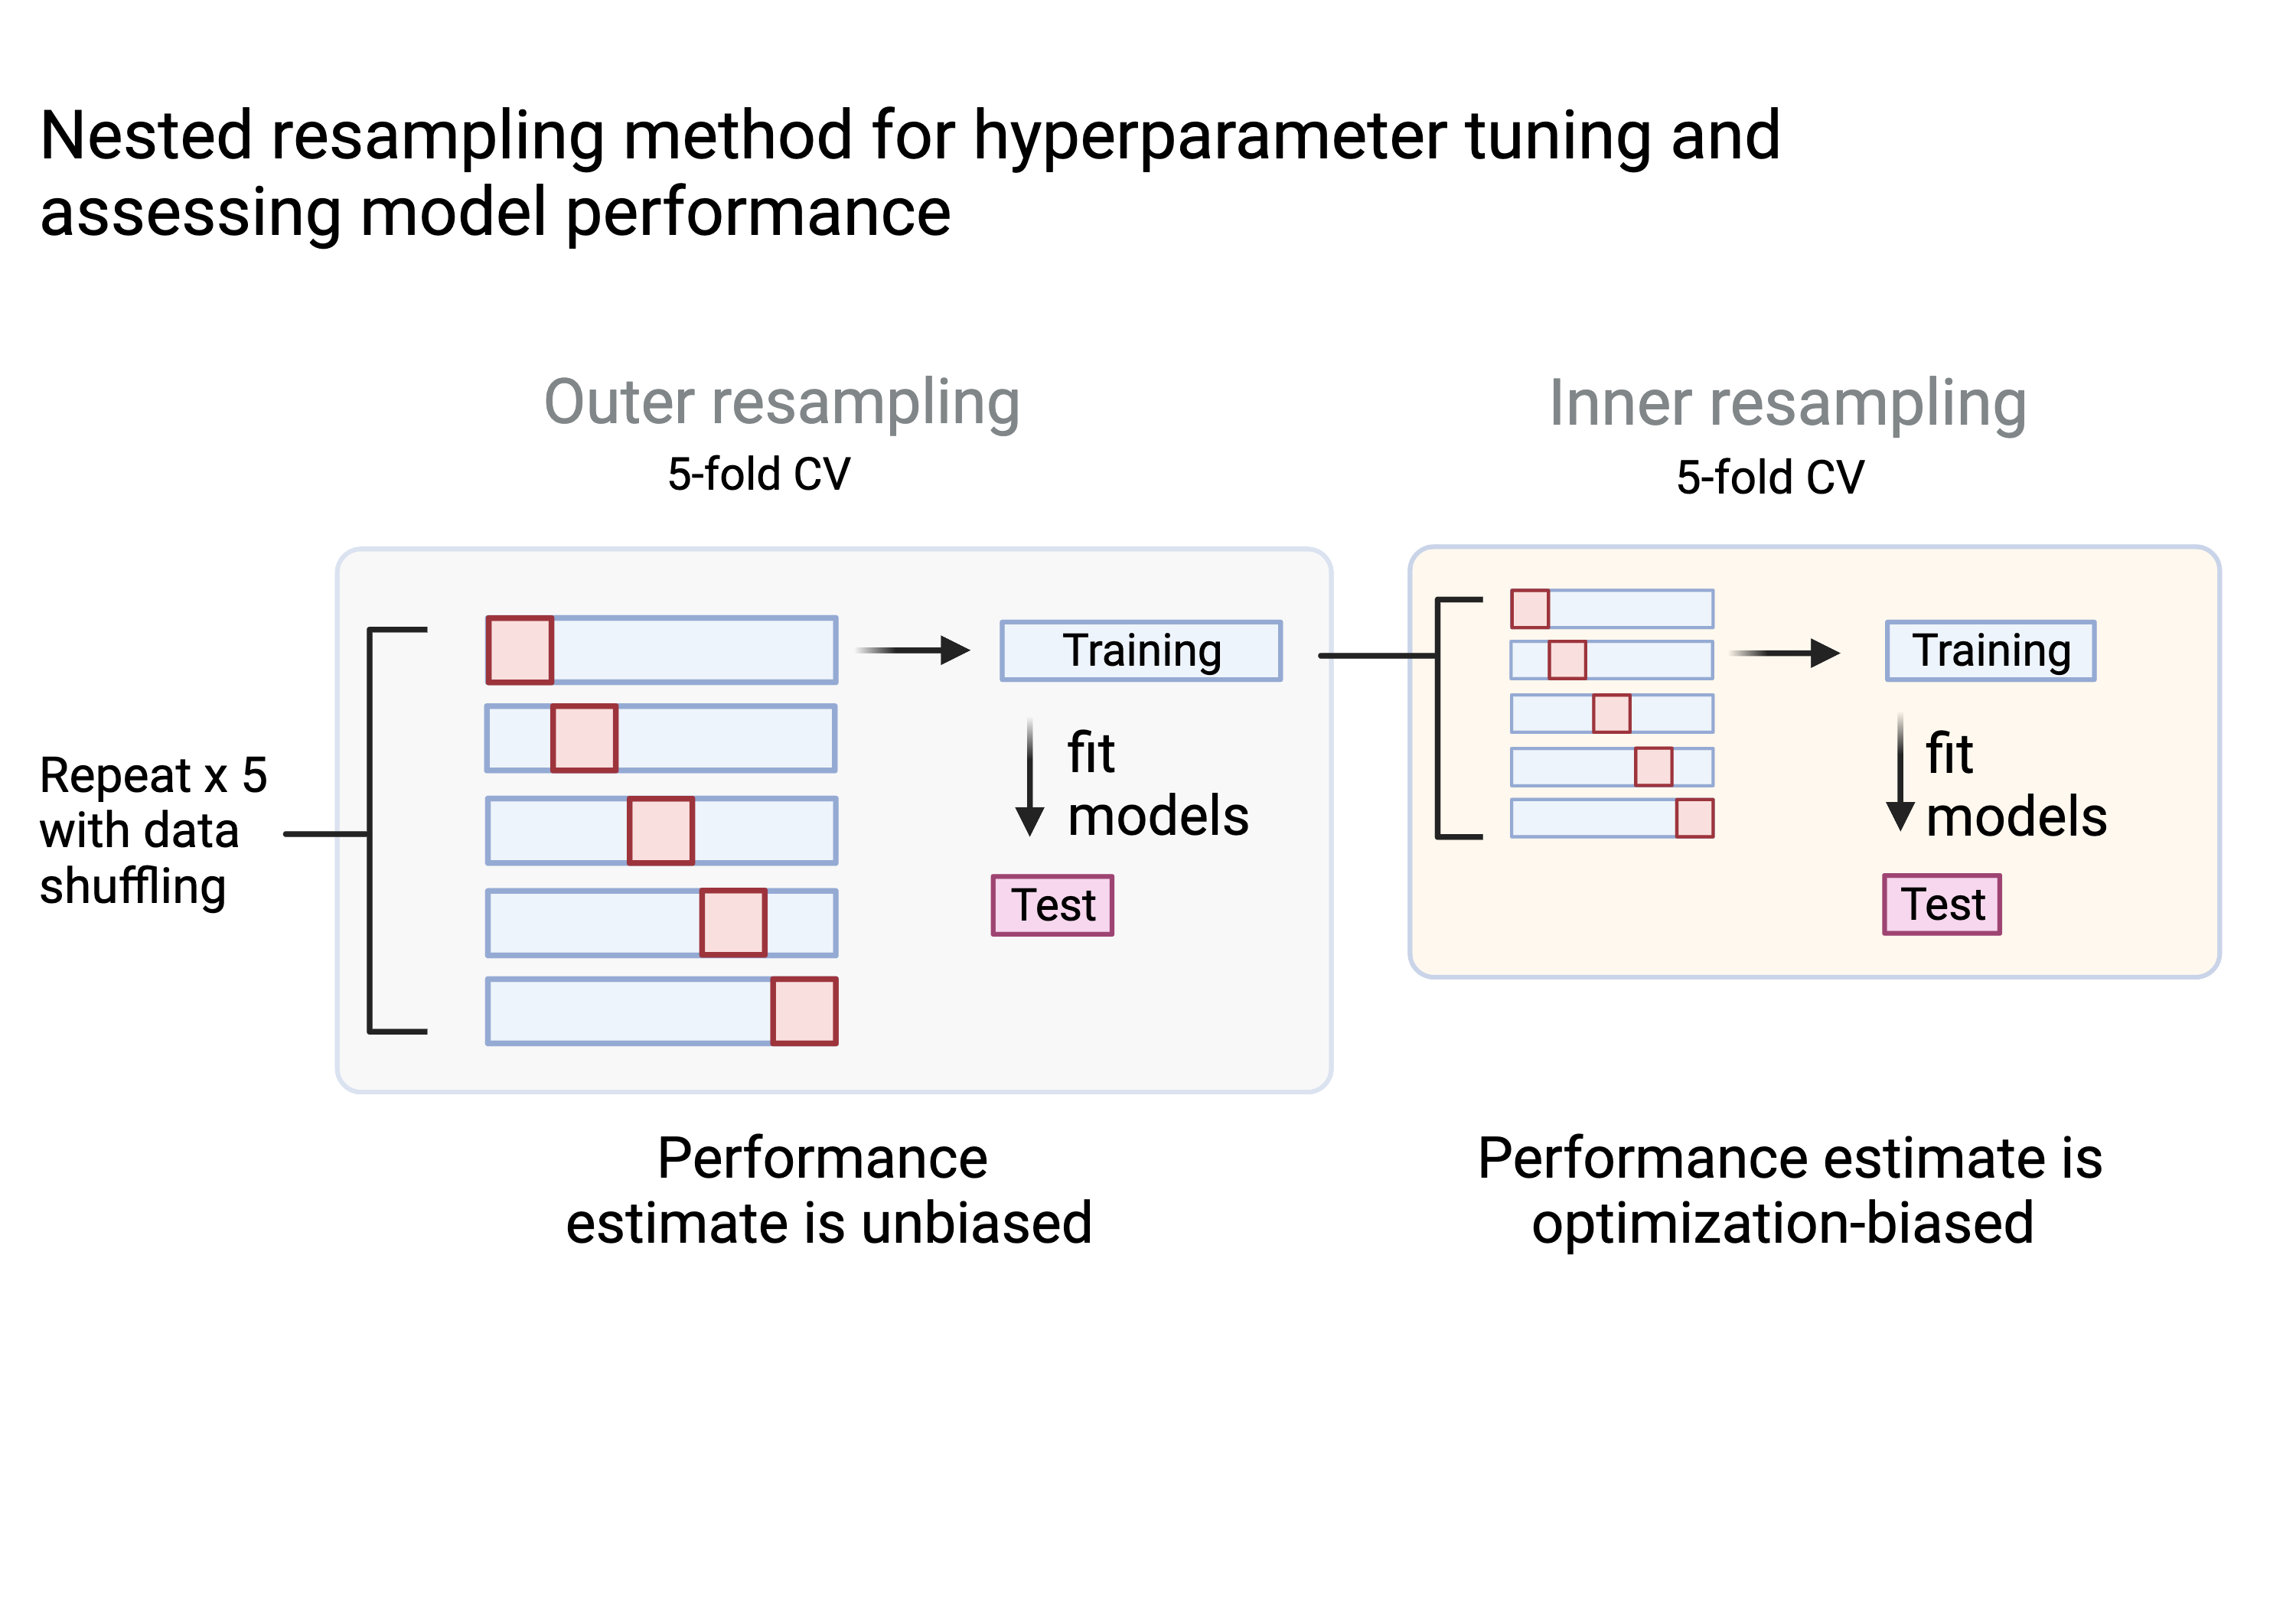 Nested resampling method for hyperparameter tuning and
assessing model performance
Outer resampling
5-fold CV
Inner resampling
5-fold CV
Repeat x 5
with data
shuffling
Training
fit
models
Test
Training
fit
models
Test
Performance
estimate is unbiased
Performance estimate is
optimization-biased